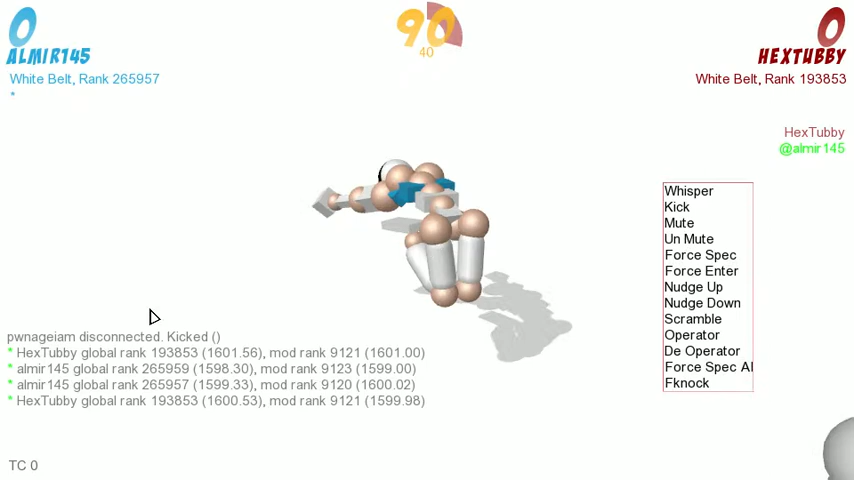 0
90
0
ALMIR145
40
HEXTUBBY
White Belt, Rank 265957
White Belt, Rank 193853
*
HexTubby
@almir145
Whisper
Kick
Mute
Un Mute
Force Spec
Force Enter
Nudge Up
Nudge Down
Scramble
Operator
De Operator
Force Spec Al
Fknock
pwnageiam disconnected. Kicked ()
* HexTubby global rank 193853 (1601.56), mod rank 9121 (1601.00)
* almir145 global rank 265959 (1598.30), mod rank 9123 (1599.00)
* almir145 global rank 265957 (1599.33), mod rank 9120 (1600.02)
* HexTubby global rank 193853 (1600.53), mod rank 9121 (1599.98)
TC 0